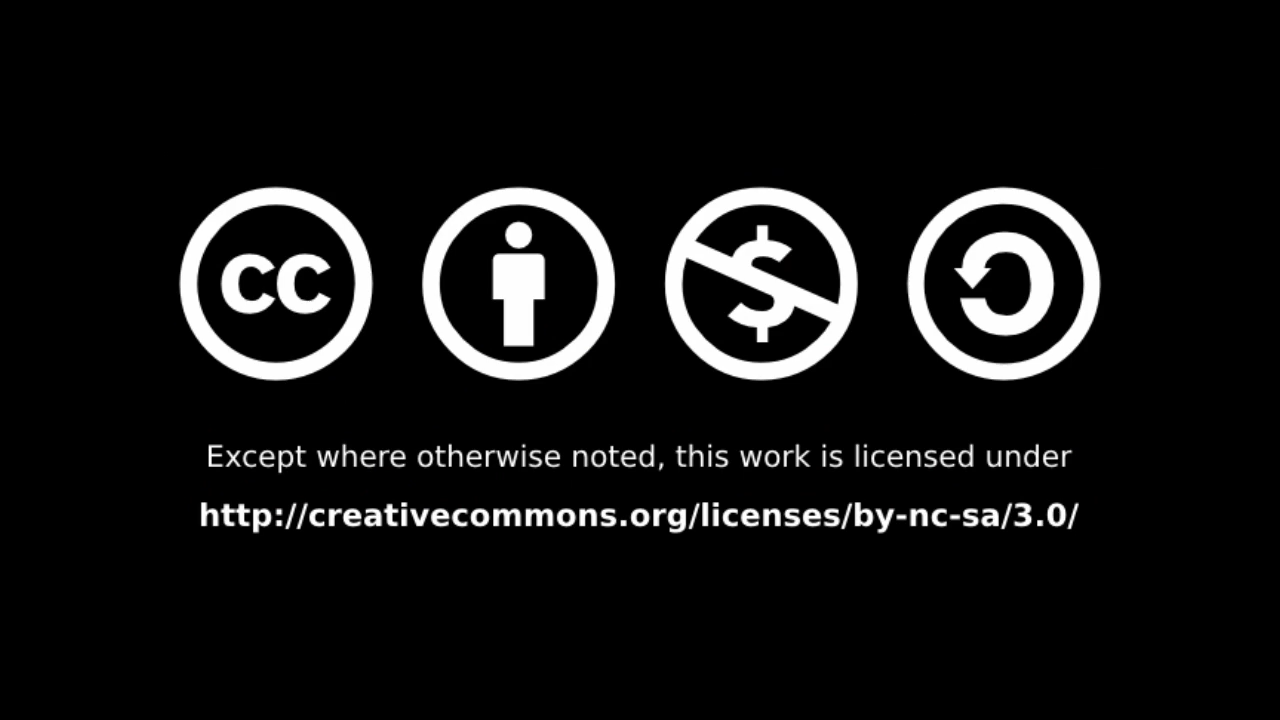 cc
$
Except where otherwise noted, this work is licensed under
http://creativecommons.org/licenses/by-nc-sa/3.0/